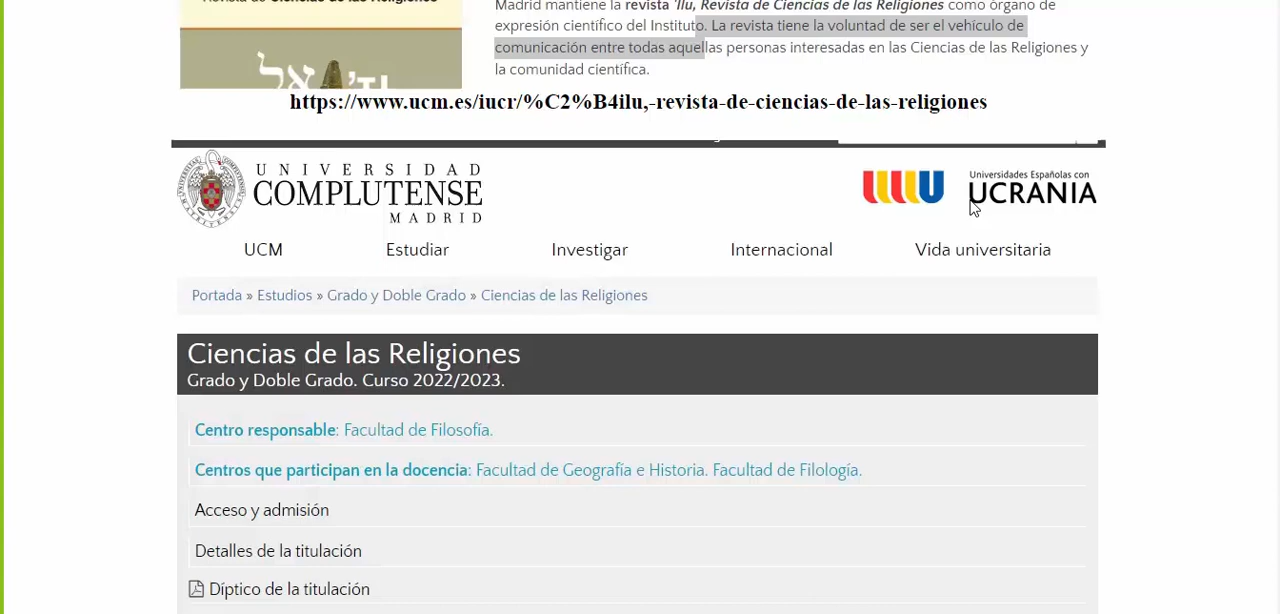 Revista de Ciencias de las Religiones
Madrid mantiene la revista 'Ilu, Revista de Ciencias de las Religiones como órgano de
expresión científico del Instituto. La revista tiene la voluntad de ser el vehículo de
comunicación entre todas aquellas personas interesadas en las Ciencias de las Religiones y
la comunidad científica.
https://www.ucm.es/iucr/%C2%B4ilu,-revista-de-ciencias-de-las-religiones
UNIVERSIDAD
COMPLUTENSE
MADRID
Universidades Españolas con
UCRANIA
UCM
Estudiar
Investigar
Internacional
Vida universitaria
Portada » Estudios » Grado y Doble Grado » Ciencias de las Religiones
Ciencias de las Religiones
Grado y Doble Grado. Curso 2022/2023.
Centro responsable: Facultad de Filosofía.
Centros que participan en la docencia: Facultad de Geografía e Historia. Facultad de Filología.
Acceso y admisión
Detalles de la titulación
Díptico de la titulación